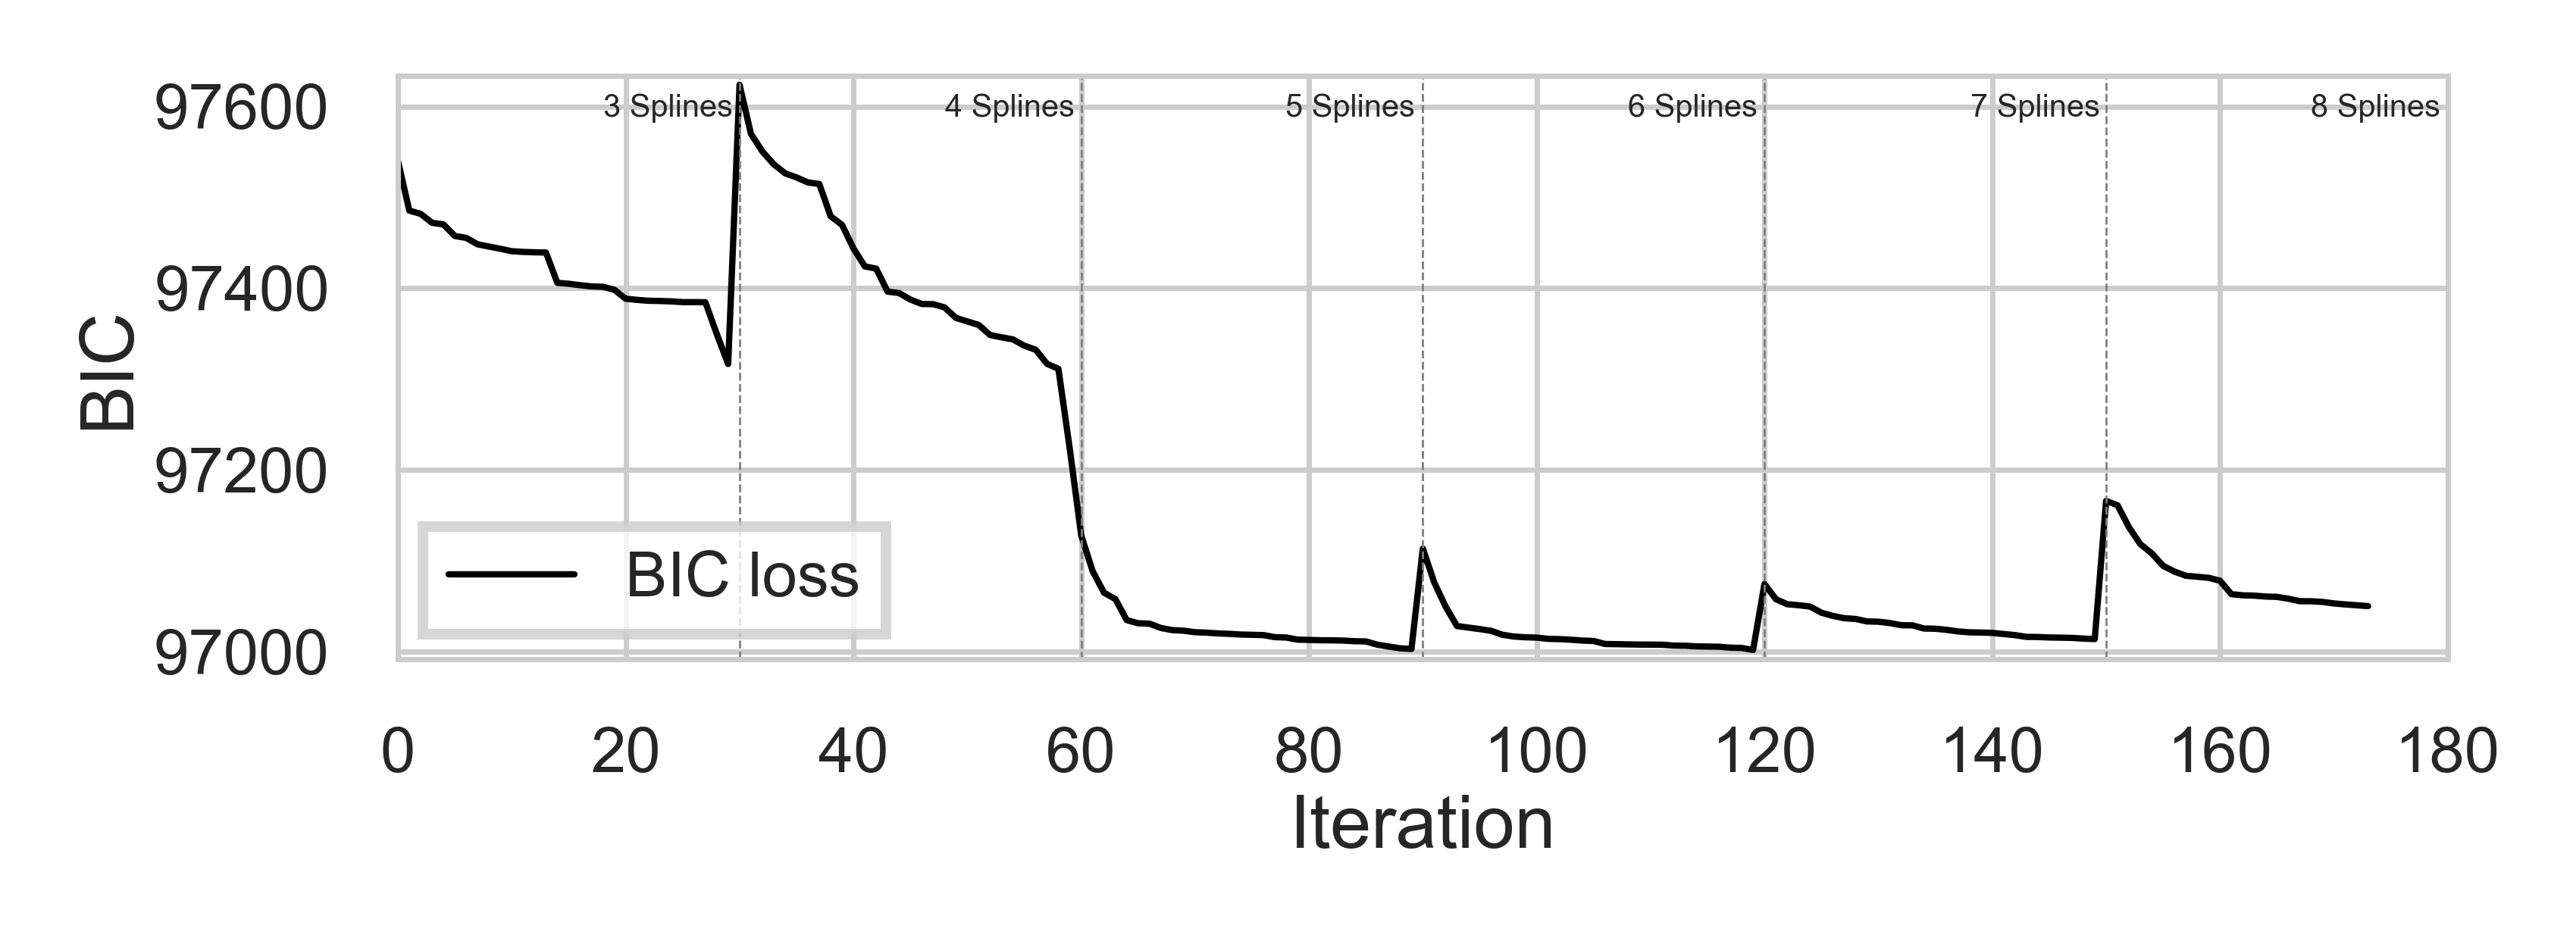 97600
97400
97200
97000
BIC
3 Splines
4 Splines
5 Splines
6 Splines
7 Splines
8 Splines
BIC loss
0 20 40 60 80 100 120 140 160 180
Iteration